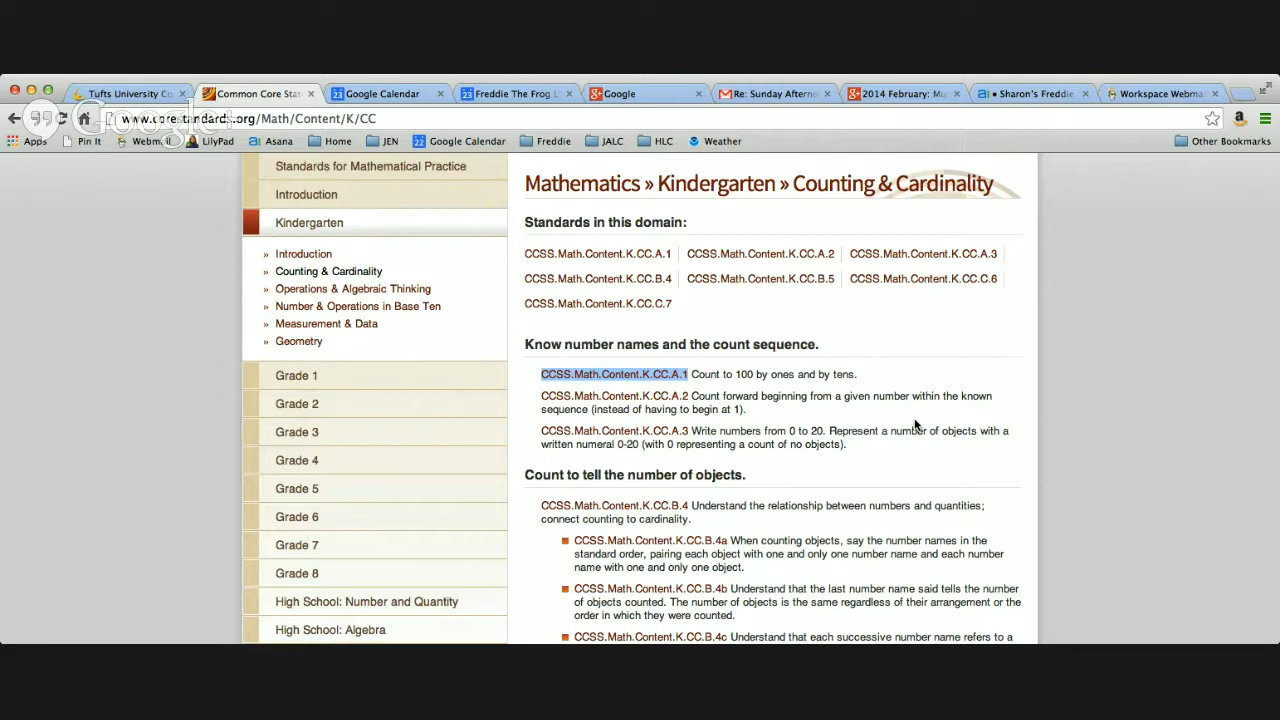 Tufts University Co
Common Core Stat
Google Calendar
Freddie The Frog L
Google
Re: Sunday Afterno
2014 February: Mu
• Sharon's Freddie
Workspace Webma
Google+
www.corestandards.org/Math/Content/K/CC
Apps
Pin It
Webmail
LilyPad
Asana
Home
JEN
Google Calendar
Freddie
JALC
HLC
Weather
Other Bookmarks
Standards for Mathematical Practice
Introduction
Kindergarten
» Introduction
» Counting & Cardinality
» Operations & Algebraic Thinking
» Number & Operations in Base Ten
» Measurement & Data
» Geometry
Grade 1
Grade 2
Grade 3
Grade 4
Grade 5
Grade 6
Grade 7
Grade 8
High School: Number and Quantity
High School: Algebra
Mathematics » Kindergarten » Counting & Cardinality
Standards in this domain:
CCSS.Math.Content.K.CC.A.1 CCSS.Math.Content.K.CC.A.2 CCSS.Math.Content.K.CC.A.3
CCSS.Math.Content.K.CC.B.4 CCSS.Math.Content.K.CC.B.5 CCSS.Math.Content.K.CC.C.6
CCSS.Math.Content.K.CC.C.7
Know number names and the count sequence.
CCSS.Math.Content.K.CC.A.1 Count to 100 by ones and by tens.
CCSS.Math.Content.K.CC.A.2 Count forward beginning from a given number within the known
sequence (instead of having to begin at 1).
CCSS.Math.Content.K.CC.A.3 Write numbers from 0 to 20. Represent a number of objects with a
written numeral 0-20 (with 0 representing a count of no objects).
Count to tell the number of objects.
CCSS.Math.Content.K.CC.B.4 Understand the relationship between numbers and quantities;
connect counting to cardinality.
CCSS.Math.Content.K.CC.B.4a When counting objects, say the number names in the
standard order, pairing each object with one and only one number name and each number
name with one and only one object.
CCSS.Math.Content.K.CC.B.4b Understand that the last number name said tells the number
of objects counted. The number of objects is the same regardless of their arrangement or the
order in which they were counted.
CCSS.Math.Content.K.CC.B.4c Understand that each successive number name refers to a